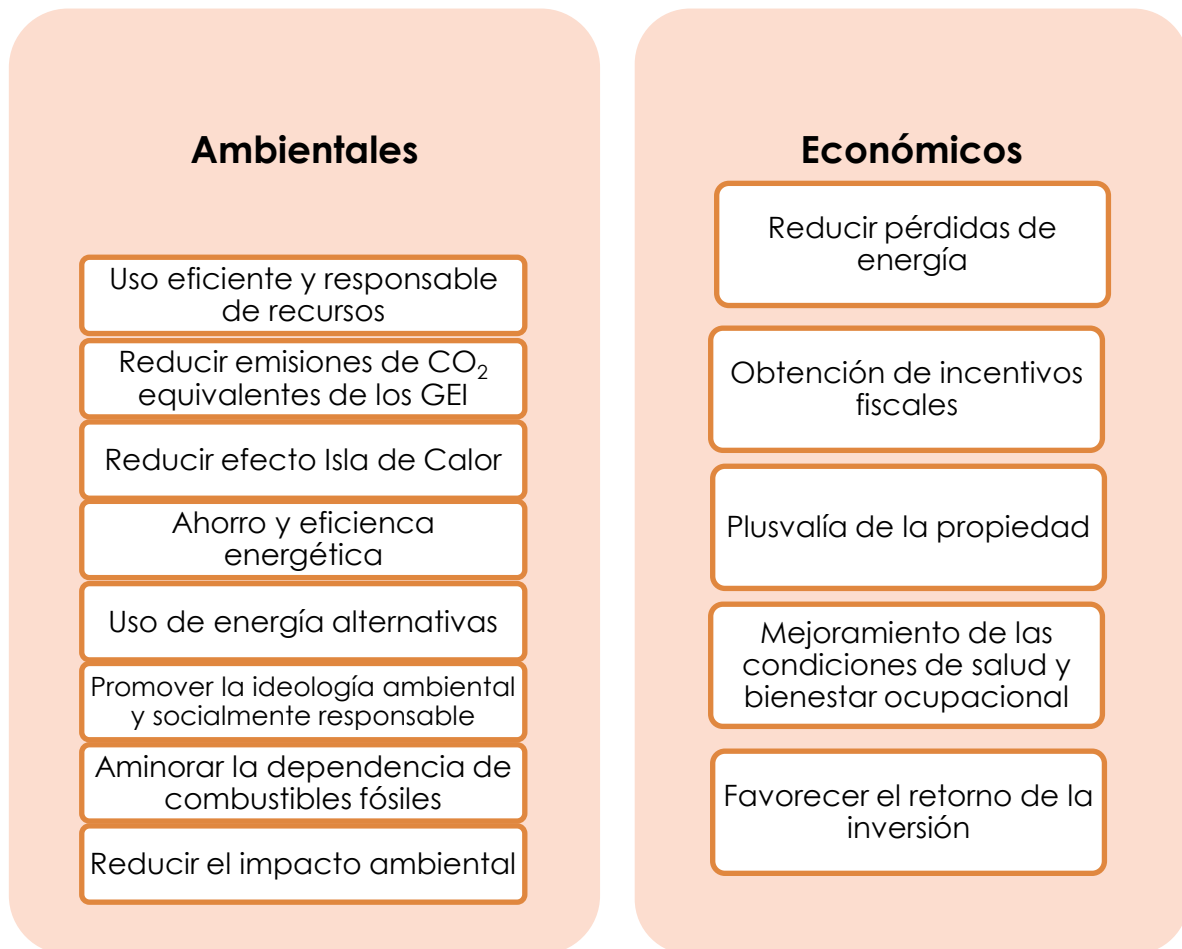 Ambientales
Uso eficiente y responsable
de recursos
Reducir emisiones de CO₂
equivalentes de los GEI
Reducir efecto Isla de Calor
Ahorro y eficienca
energética
Uso de energía alternativas
Promover la ideología ambiental
y socialmente responsable
Aminorar la dependencia de
combustibles fósiles
Reducir el impacto ambiental
Económicos
Reducir pérdidas de
energía
Obtención de incentivos
fiscales
Plusvalía de la propiedad
Mejoramiento de las
condiciones de salud y
bienestar ocupacional
Favorecer el retorno de la
inversión